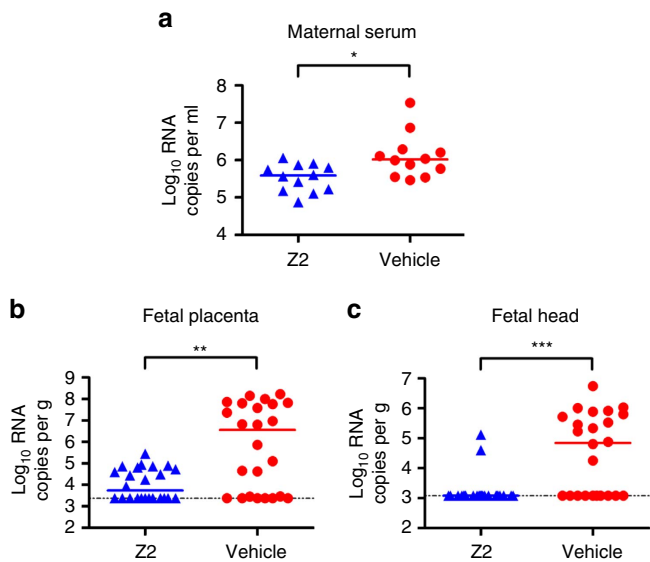 a
Maternal serum
*
Log10 RNA
copies per ml
8
7
6
5
4
Z2
Vehicle
b
Fetal placenta
**
Log10 RNA
copies per g
9
8
7
6
5
4
3
2
Z2
Vehicle
c
Fetal head
***
Log10 RNA
copies per g
7
6
5
4
3
2
Z2
Vehicle